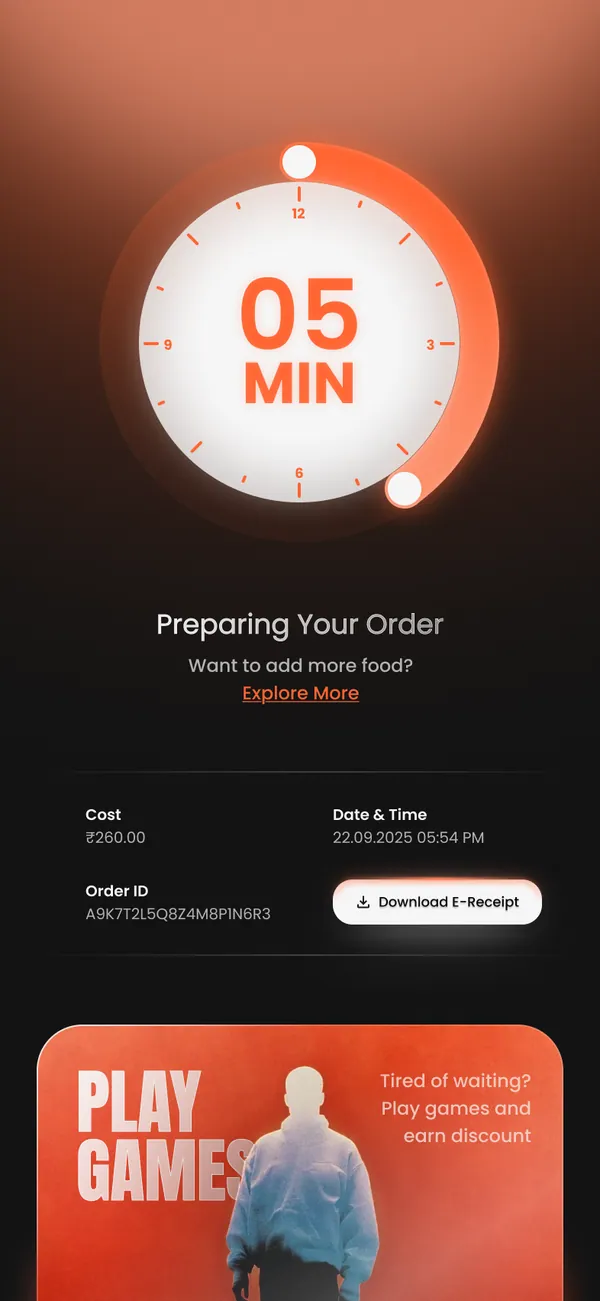 12
9
05
3
MIN
6
Preparing Your Order
Want to add more food?
Explore More
Cost
₹260.00
Date & Time
22.09.2025 05:54 PM
Order ID
A9K7T2L5Q8Z4M8P1N6R3
Download E-Receipt
PLAY
GAMES
Tired of waiting?
Play games and
earn discount